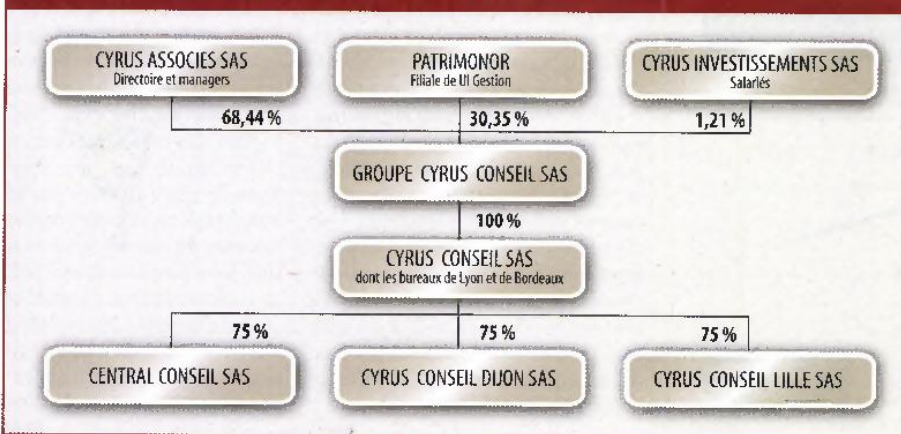 CYRUS ASSOCIES SAS
Directoire et managers
PATRIMONOR
Filiale de UI Gestion
CYRUS INVESTISSEMENTS SAS
Salariés
68,44 %
30,35 %
1,21 %
GROUPE CYRUS CONSEIL SAS
100 %
CYRUS CONSEIL SAS
dont les bureaux de Lyon et de Bordeaux
75 %
75 %
75 %
CENTRAL CONSEIL SAS
CYRUS CONSEIL DIJON SAS
CYRUS CONSEIL LILLE SAS